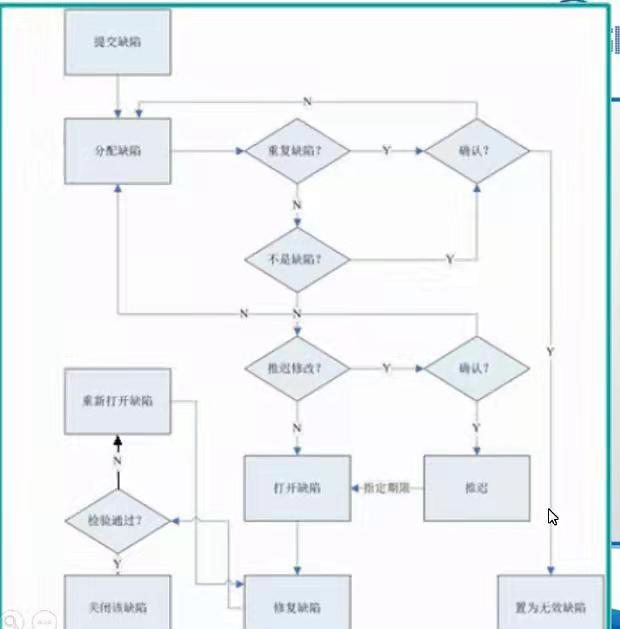 提交缺陷
N
分配缺陷
重复缺陷?
Y
确认?
N
不是缺陷?
Y
N
N
Y
推迟修改?
Y
确认?
重新打开缺陷
N
Y
N
打开缺陷
指定期限
推迟
检验通过?
Y
关闭该缺陷
修复缺陷
置为无效缺陷